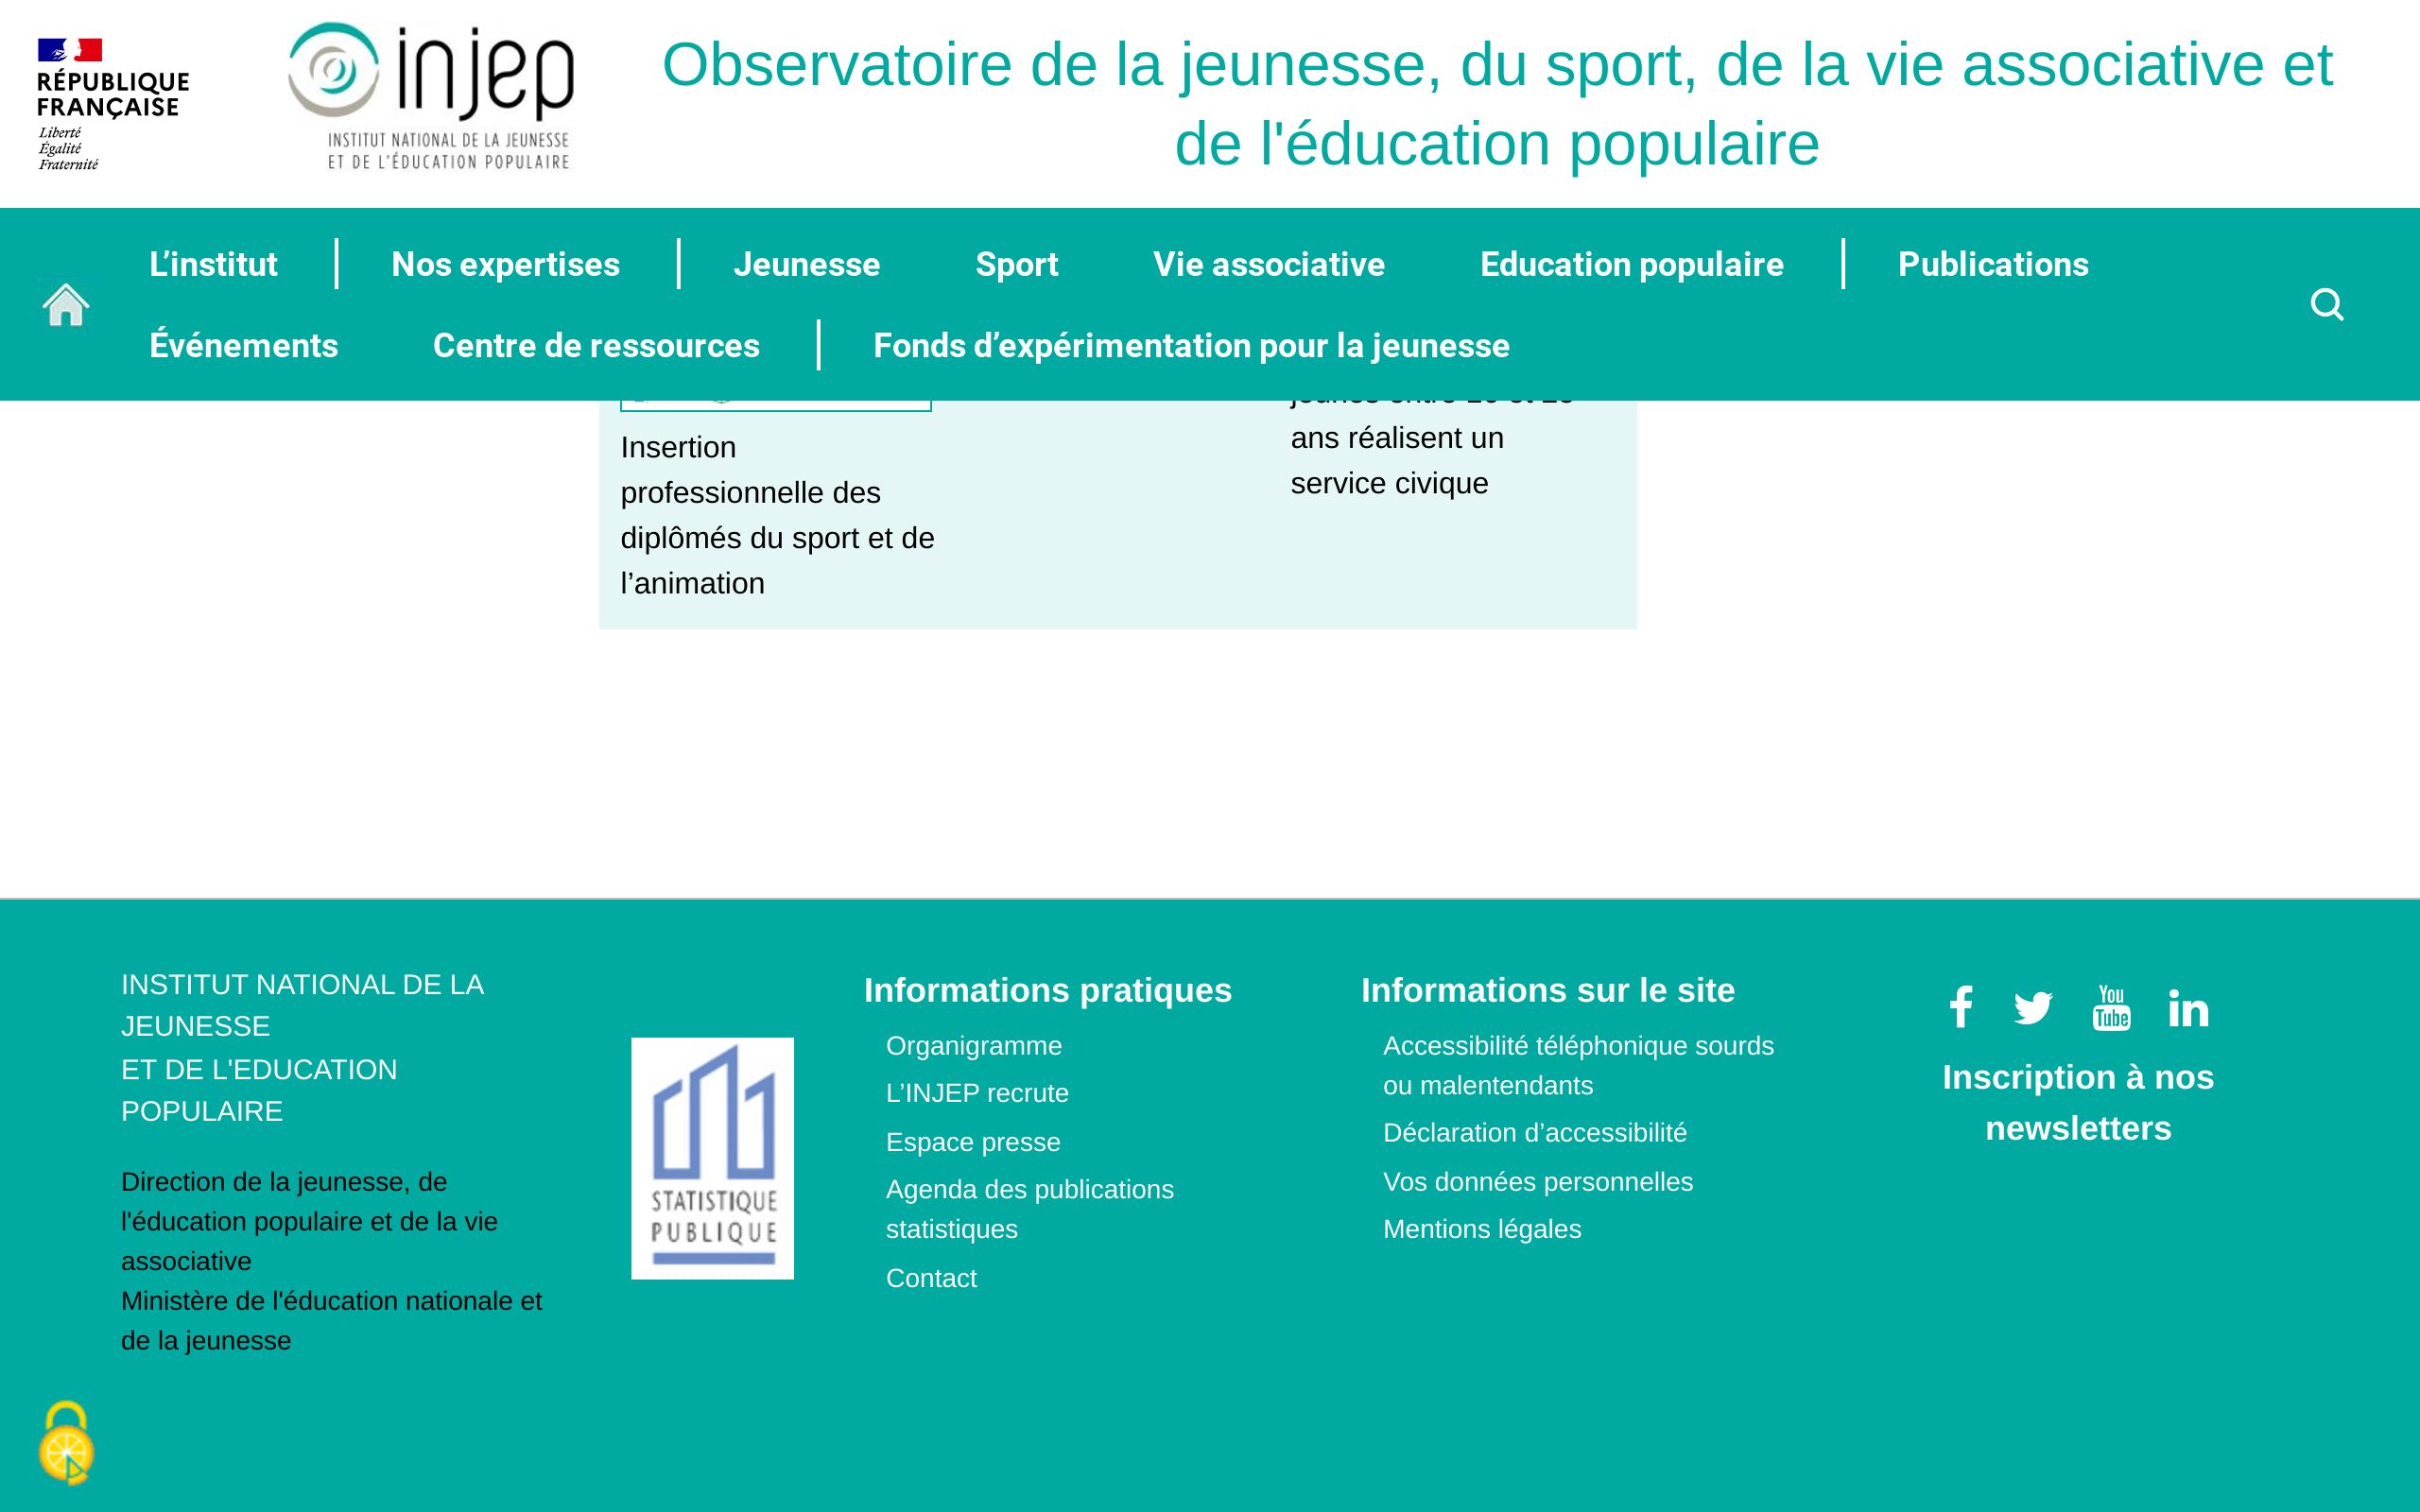 RÉPUBLIQUE
FRANÇAISE
Liberté
Égalité
Fraternité
injep
INSTITUT NATIONAL DE LA JEUNESSE
ET DE L'ÉDUCATION POPULAIRE
Observatoire de la jeunesse, du sport, de la vie associative et
de l'éducation populaire
L’institut Nos expertises Jeunesse Sport Vie associative Education populaire Publications
Événements Centre de ressources Fonds d’expérimentation pour la jeunesse
Insertion
professionnelle des
diplômés du sport et de
l’animation
ans réalisent un
service civique
INSTITUT NATIONAL DE LA
JEUNESSE
ET DE L'EDUCATION
POPULAIRE
Direction de la jeunesse, de
l'éducation populaire et de la vie
associative
Ministère de l'éducation nationale et
de la jeunesse
STATISTIQUE
PUBLIQUE
Informations pratiques
Organigramme
L’INJEP recrute
Espace presse
Agenda des publications
statistiques
Contact
Informations sur le site
Accessibilité téléphonique sourds
ou malentendants
Déclaration d’accessibilité
Vos données personnelles
Mentions légales
You
Tube
in
Inscription à nos
newsletters